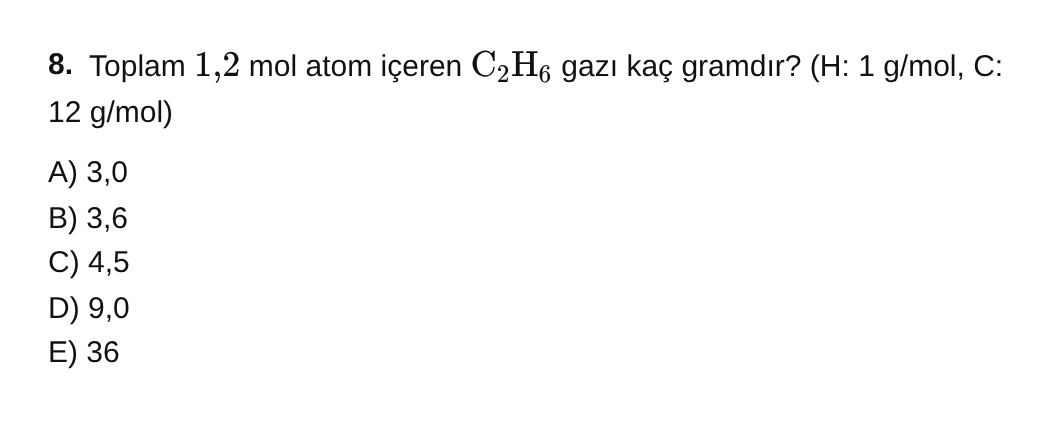 8. Toplam 1,2 mol atom içeren C₂H₆ gazı kaç gramdır? (H: 1 g/mol, C:
12 g/mol)
A) 3,0
B) 3,6
C) 4,5
D) 9,0
E) 36